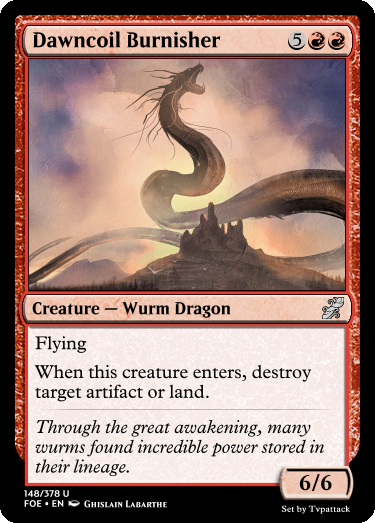 Dawncoil Burnisher 5
Creature — Wurm Dragon
Flying
When this creature enters, destroy
target artifact or land.
Through the great awakening, many
wurms found incredible power stored in
their lineage.
6/6
148/378 U
FOE • EN Ghislain Labarthe
Set by Tvpattack